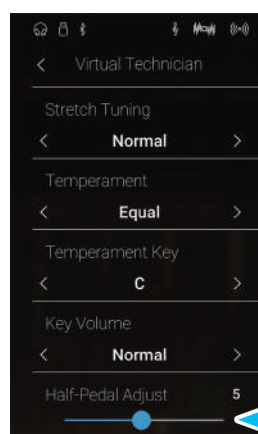 < Virtual Technician
Stretch Tuning
< Normal >
Temperament
< Equal >
Temperament Key
< C >
Key Volume
< Normal >
Half-Pedal Adjust 5